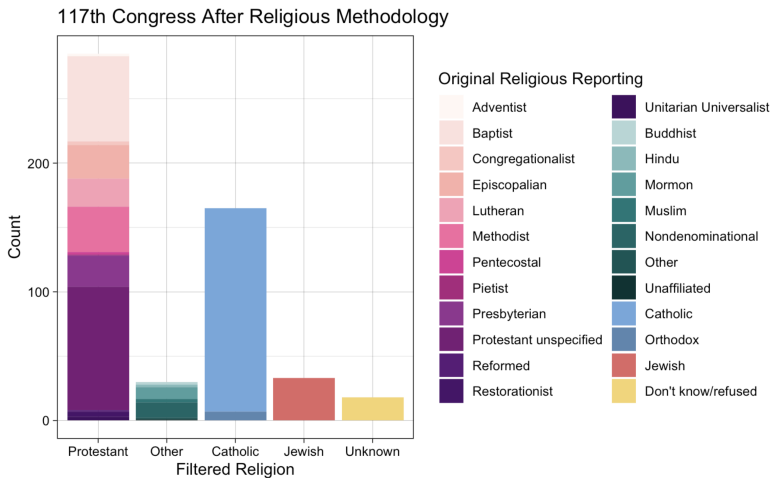 117th Congress After Religious Methodology
Count
200
100
0
Protestant Other Catholic Jewish Unknown
Filtered Religion
Original Religious Reporting
Adventist
Baptist
Congregationalist
Episcopalian
Lutheran
Methodist
Pentecostal
Pietist
Presbyterian
Protestant unspecified
Reformed
Restorationist
Unitarian Universalist
Buddhist
Hindu
Mormon
Muslim
Nondenominational
Other
Unaffiliated
Catholic
Orthodox
Jewish
Don't know/refused